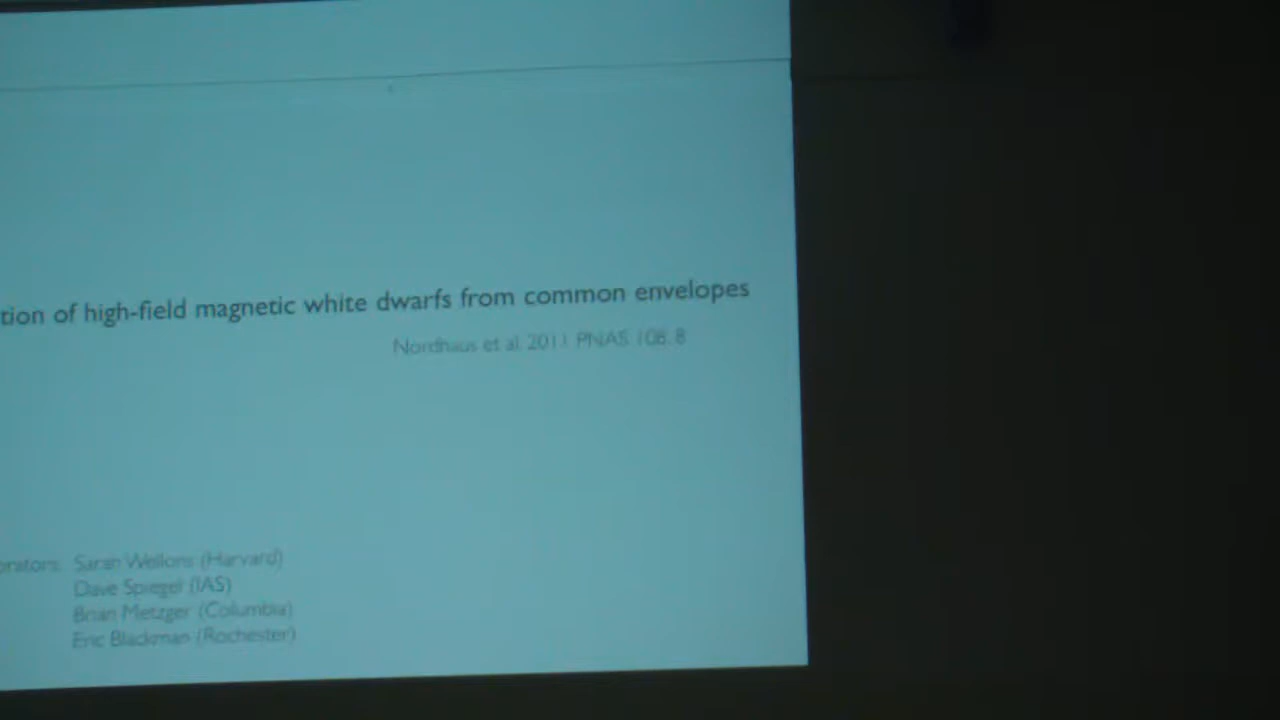 tion of high-field magnetic white dwarfs from common envelopes
Nordhaus et al. 2011 PNAS 108, 8
orators: Sarah Wellons (Harvard)
Dave Spiegel (IAS)
Brian Metzger (Columbia)
Eric Blackman (Rochester)